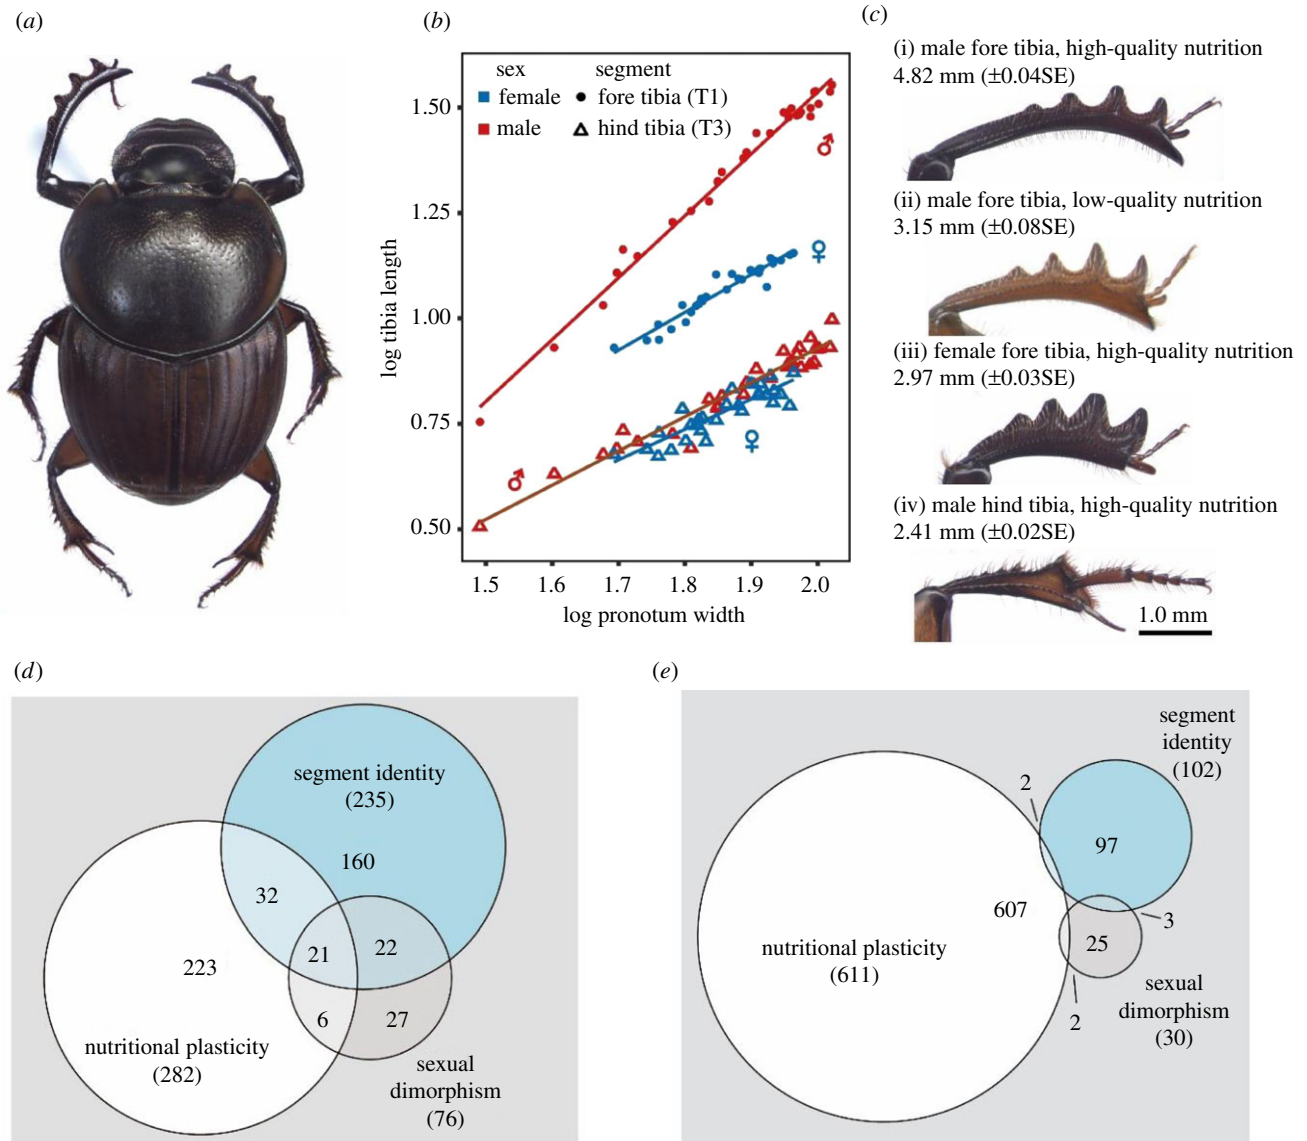 (a)
(b)
sex segment
female fore tibia (T1)
male hind tibia (T3)
♂
♀
♀
♂
log tibia length
1.50
1.25
1.00
0.75
0.50
1.5 1.6 1.7 1.8 1.9 2.0
log pronotum width
(c)
(i) male fore tibia, high-quality nutrition
4.82 mm (±0.04SE)
(ii) male fore tibia, low-quality nutrition
3.15 mm (±0.08SE)
(iii) female fore tibia, high-quality nutrition
2.97 mm (±0.03SE)
(iv) male hind tibia, high-quality nutrition
2.41 mm (±0.02SE)
1.0 mm
(d)
segment identity
(235)
160
32
21
22
223
6
27
nutritional plasticity
(282)
sexual
dimorphism
(76)
(e)
segment
identity
(102)
2
97
607
3
25
nutritional plasticity
(611)
2
sexual
dimorphism
(30)